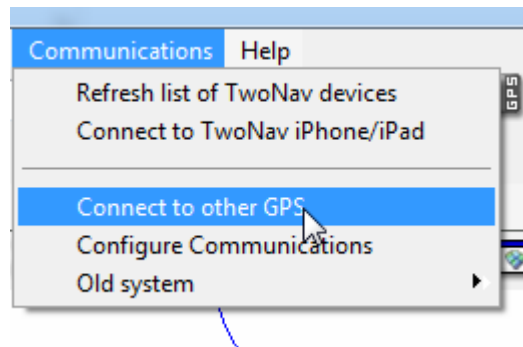 Communications Help
Refresh list of TwoNav devices
Connect to TwoNav iPhone/iPad
Connect to other GPS
Configure Communications
Old system
GPS